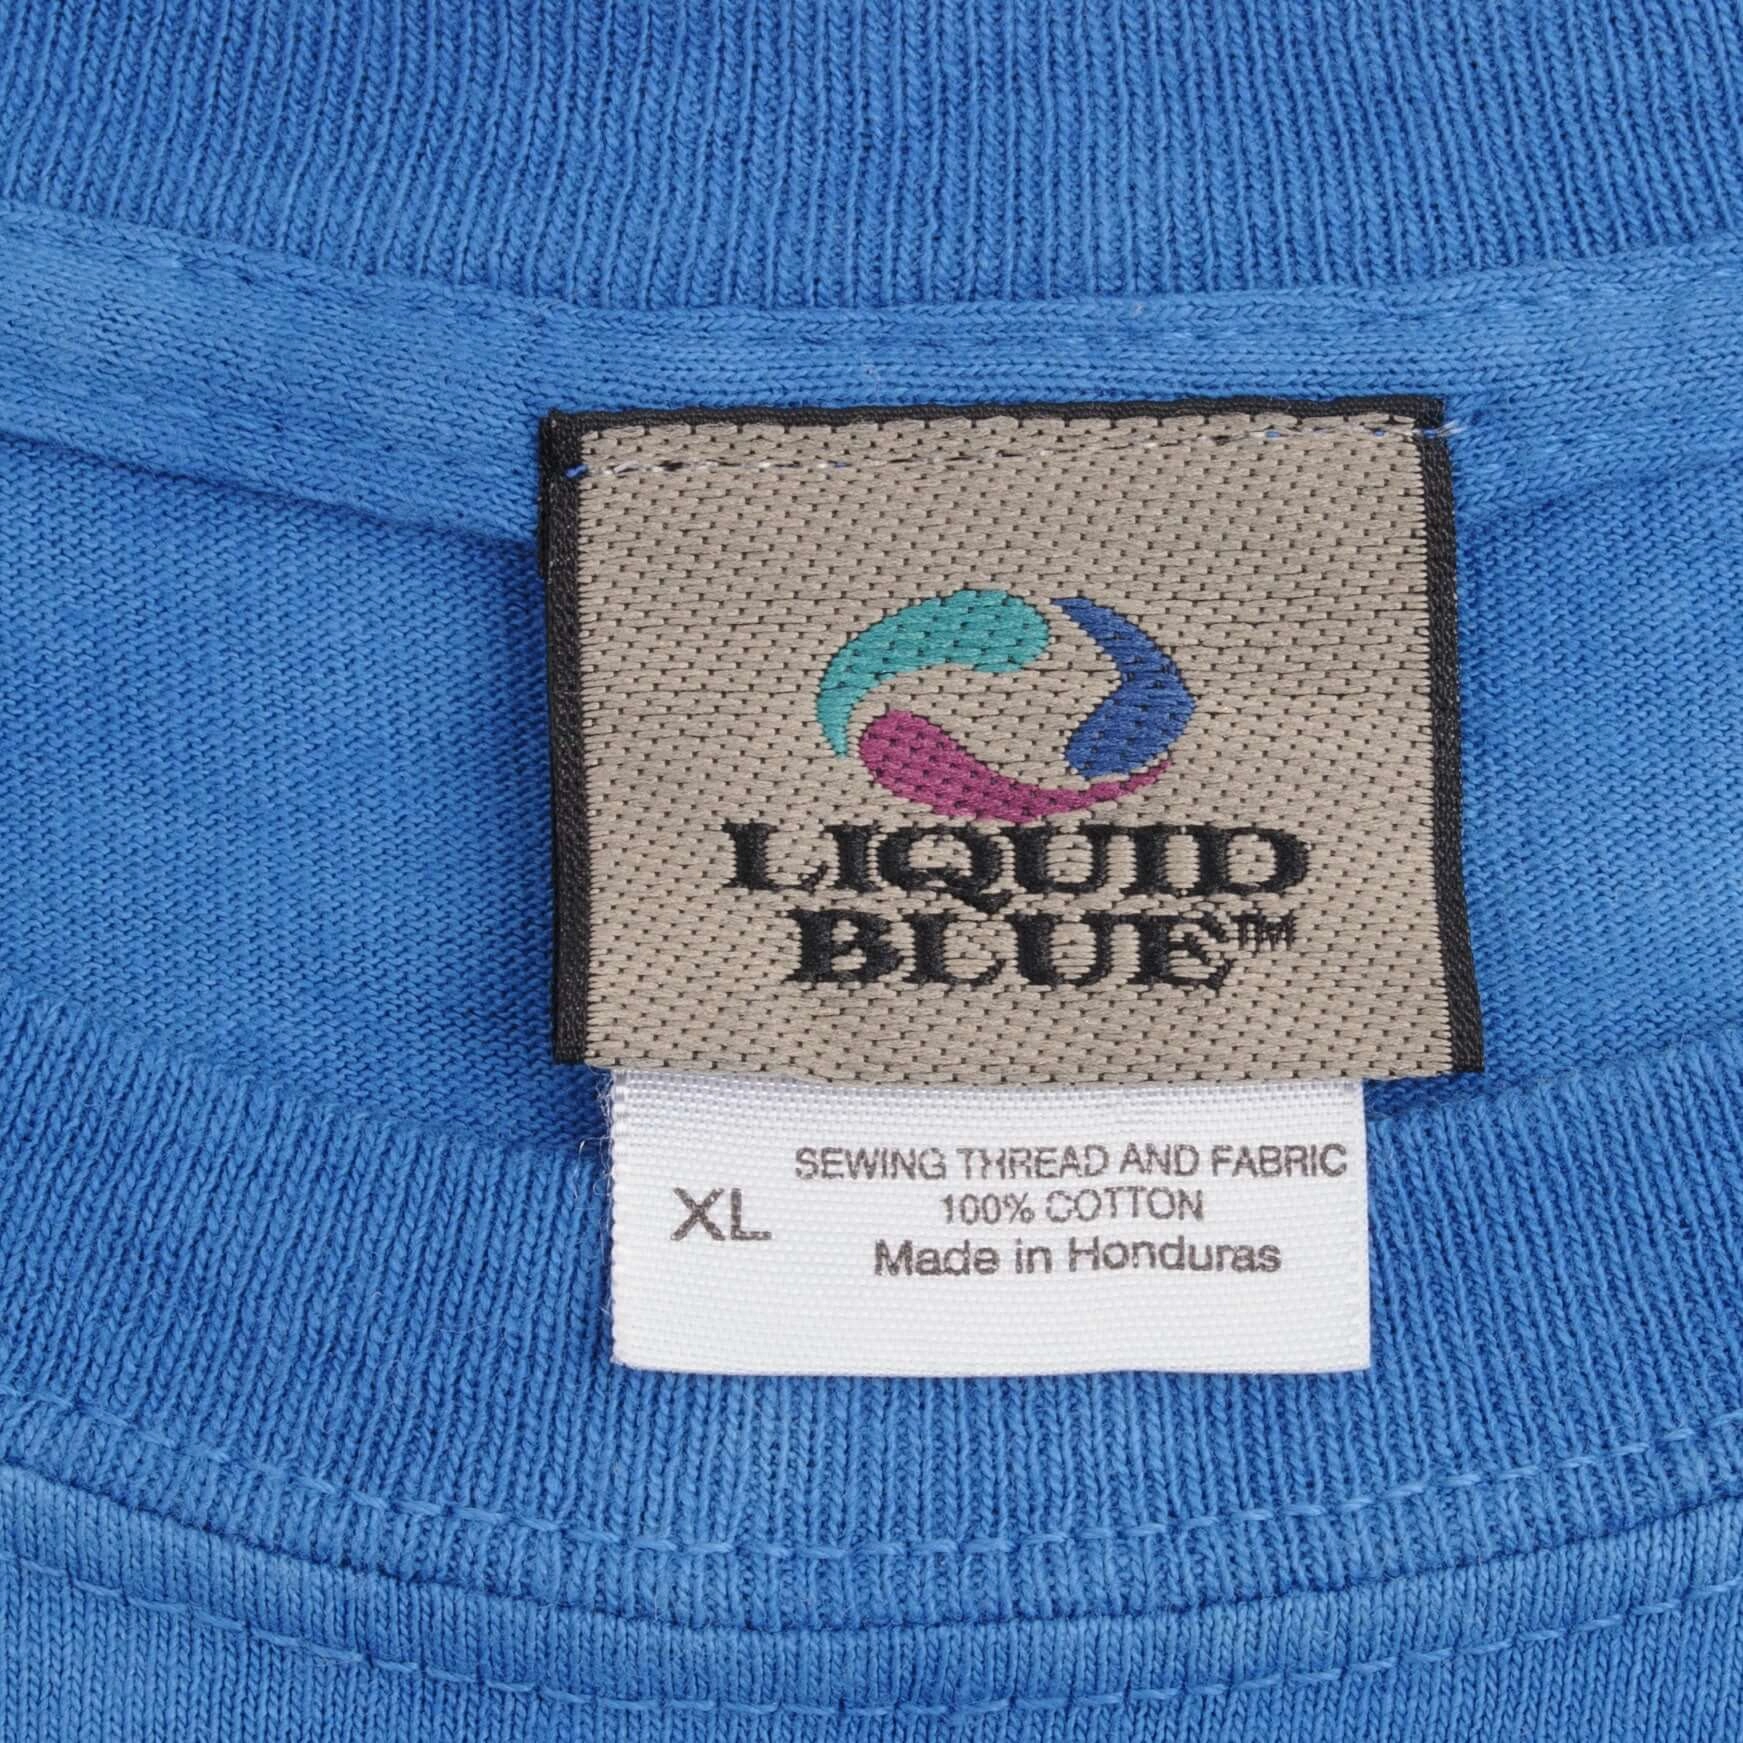 LIQUID
BLUE™
XL
SEWING THREAD AND FABRIC
100% COTTON
Made in Honduras